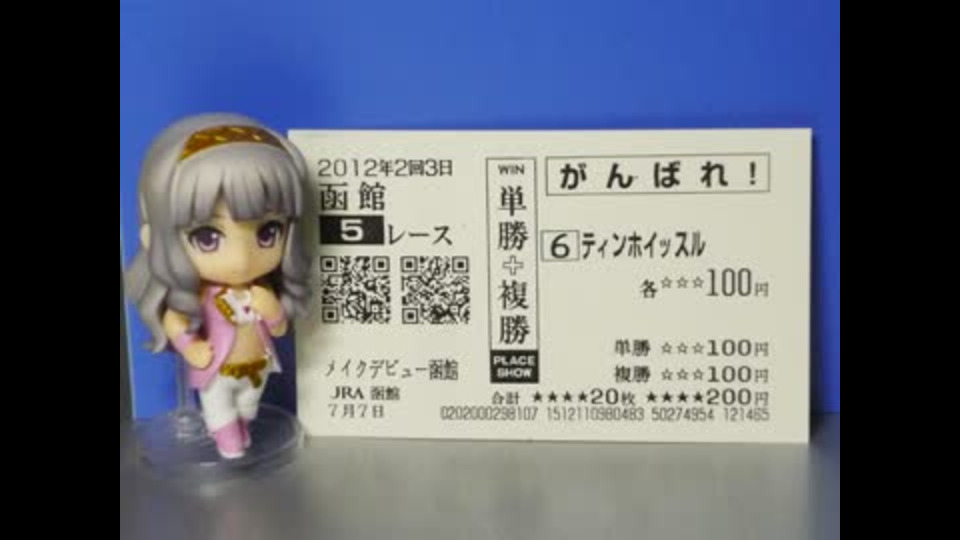 2012年2回3日
函館
5レース
メイクデビュー函館
JRA 函館
7月7日
WIN
単勝+複勝
PLACE
SHOW
がんばれ!
6ティンホイッスル
各☆☆☆100円
単勝 ☆☆☆100円
複勝 ☆☆☆100円
合計 ★★★★20枚 ★★★★200円
0202000298107 1512110980483 50274954 121465